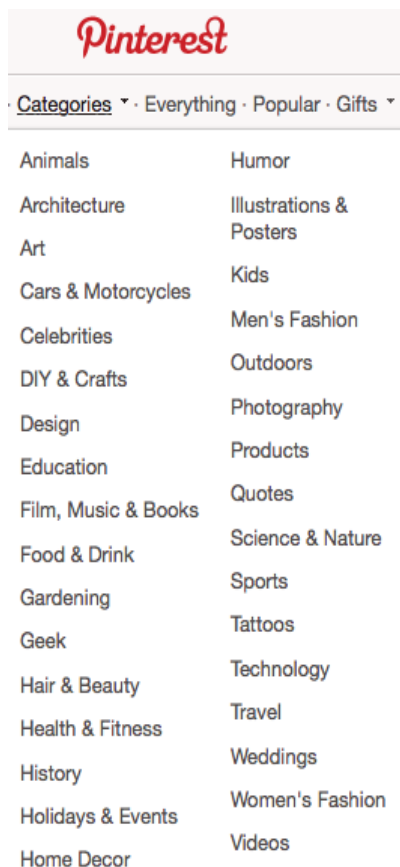 Pinterest
· Categories · Everything · Popular · Gifts
Animals
Architecture
Art
Cars & Motorcycles
Celebrities
DIY & Crafts
Design
Education
Film, Music & Books
Food & Drink
Gardening
Geek
Hair & Beauty
Health & Fitness
History
Holidays & Events
Home Decor
Humor
Illustrations &
Posters
Kids
Men's Fashion
Outdoors
Photography
Products
Quotes
Science & Nature
Sports
Tattoos
Technology
Travel
Weddings
Women's Fashion
Videos